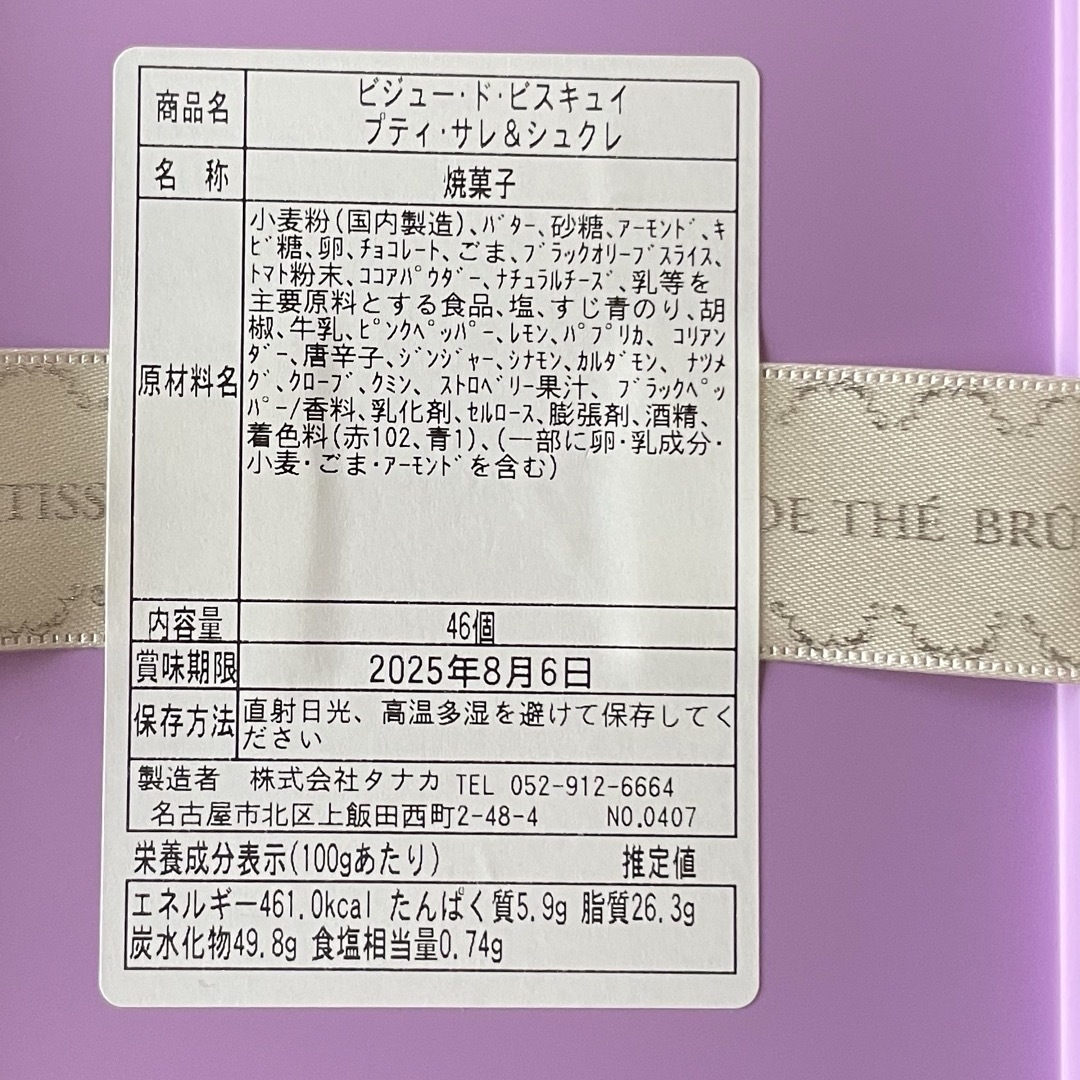 商品名
ビジュー・ド・ビスキュイ
プティ・サレ&シュクレ
名 称
焼菓子
原材料名
小麦粉(国内製造)、ﾊﾞﾀｰ、砂糖、ｱｰﾓﾝﾄﾞ、ｷ
ﾋﾞ糖、卵、ﾁｮｺﾚｰﾄ、ごま、ﾌﾞﾗｯｸｵﾘｰﾌﾞｽﾗｲｽ、
ﾄﾏﾄ粉末、ｺｺｱﾊﾟｳﾀﾞｰ、ﾅﾁｭﾗﾙﾁｰｽﾞ、乳等を
主要原料とする食品、塩、すじ青のり、胡
椒、牛乳、ﾋﾟﾝｸﾍﾟｯﾊﾟｰ、ﾚﾓﾝ、ﾊﾟﾌﾟﾘｶ、 ｺﾘｱﾝ
ﾀﾞｰ、唐辛子、ｼﾞﾝｼﾞｬｰ、ｼﾅﾓﾝ、ｶﾙﾀﾞﾓﾝ、 ﾅﾂﾒ
ｸﾞ、ｸﾛｰﾌﾞ、ｸﾐﾝ、 ｽﾄﾛﾍﾞﾘｰ果汁、 ﾌﾞﾗｯｸﾍﾟｯ
ﾊﾟｰ/香料、乳化剤、ｾﾙﾛｰｽ、膨張剤、酒精、
着色料(赤102、青1)、(一部に卵・乳成分・
小麦・ごま・ｱｰﾓﾝﾄﾞを含む)
内容量
46個
賞味期限
2025年8月6日
保存方法
直射日光、高温多湿を避けて保存してく
ださい
製造者 株式会社タナカ TEL 052-912-6664
名古屋市北区上飯田西町2-48-4 NO.0407
栄養成分表示(100gあたり) 推定値
エネルギー461.0kcal たんぱく質5.9g 脂質26.3g
炭水化物49.8g 食塩相当量0.74g
TISS
DE THÉ BRÛ